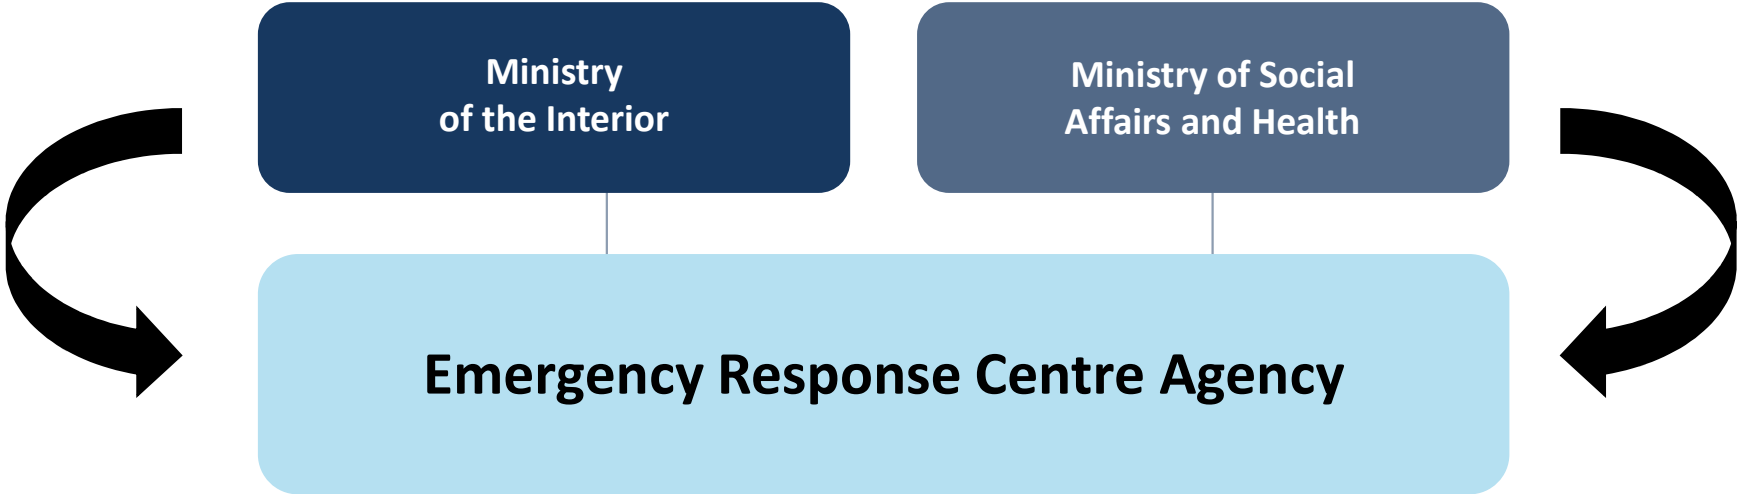 Ministry
of the Interior
Ministry of Social
Affairs and Health
Emergency Response Centre Agency